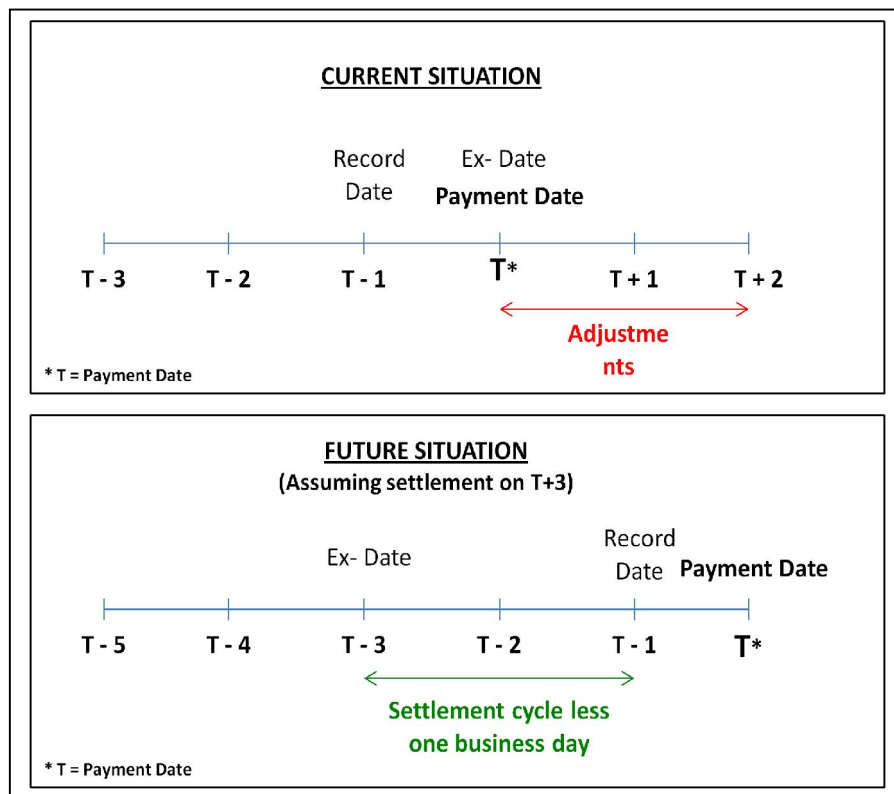 CURRENT SITUATION
Record
Date
Ex- Date
Payment Date
T - 3
T - 2
T - 1
T*
T + 1
T + 2
Adjustme
nts
* T = Payment Date
FUTURE SITUATION
(Assuming settlement on T+3)
Ex- Date
Record
Date
Payment Date
T - 5
T - 4
T - 3
T - 2
T - 1
T*
Settlement cycle less
one business day
* T = Payment Date